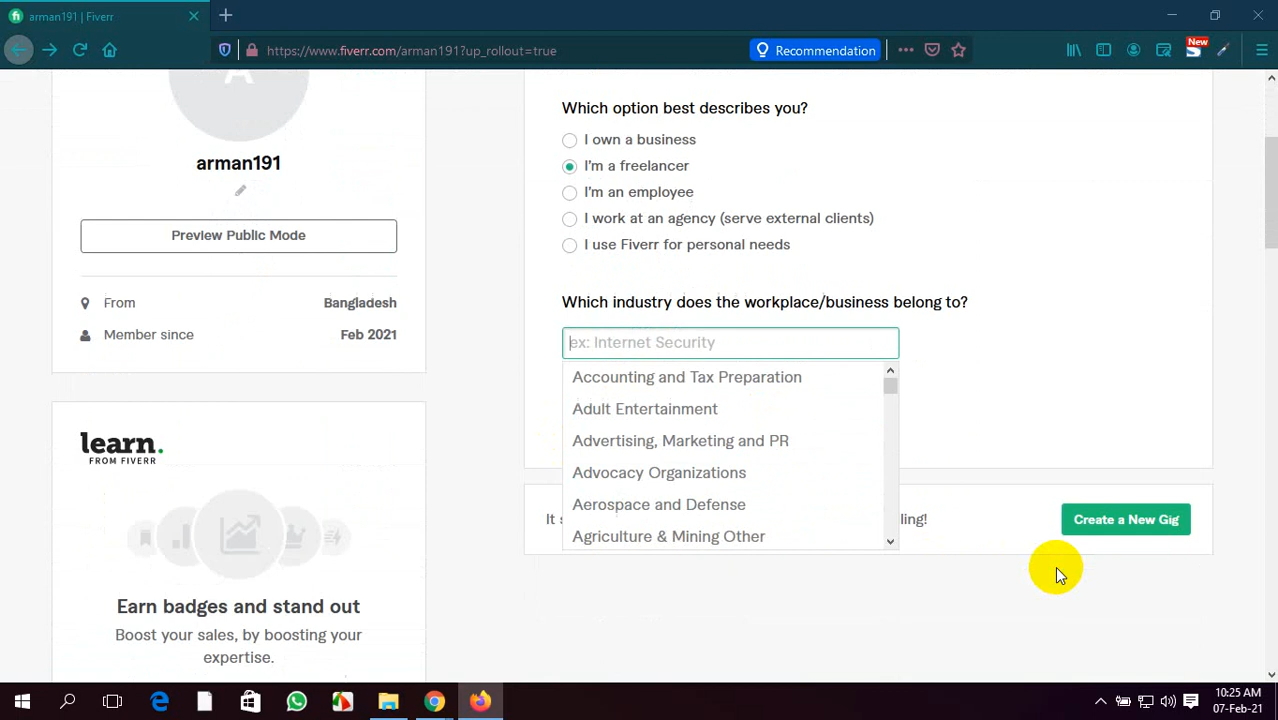 arman191 | Fiverr
https://www.fiverr.com/arman191?up_rollout=true
Recommendation
New
S
A
arman191
Preview Public Mode
From Bangladesh
Member since Feb 2021
learn.
FROM FIVERR
Earn badges and stand out
Boost your sales, by boosting your
expertise.
Which option best describes you?
I own a business
I'm a freelancer
I'm an employee
I work at an agency (serve external clients)
I use Fiverr for personal needs
Which industry does the workplace/business belong to?
ex: Internet Security
Accounting and Tax Preparation
Adult Entertainment
Advertising, Marketing and PR
Advocacy Organizations
Aerospace and Defense
Agriculture & Mining Other
It ling!
Create a New Gig
10:25 AM
07-Feb-21